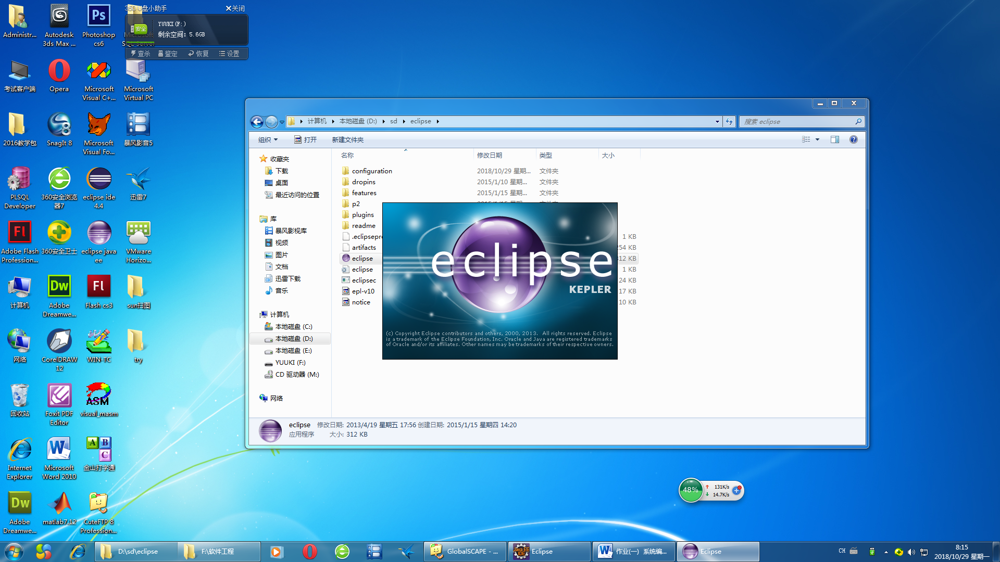 360 U盘小助手
关闭
YUUKI(F:)
安全
剩余空间: 5.6GB
查杀
鉴定
恢复
设置
Administr...
Autodesk
3ds Max ...
Photoshop
cs6
考试客户端
Opera
Microsoft
Visual C+...
Microsoft
Virtual PC
2016教学包
SnagIt 8
Microsoft
Visual Fo...
暴风影音5
PLSQL
Developer
360安全浏览
器7
eclipse ide
4.4
迅雷7
Adobe Flash
Profession...
360安全卫士
eclipse java
ee
VMware
Horizo...
计算机
Adobe
Dreamwe...
Flash cs3
sun扫图
网络
CorelDRAW
12
WIN-TC
try
回收站
Foxit PDF
Editor
ASM
visual_masm
Internet
Explorer
Microsoft
Word 2010
金山打字通
Adobe
Dreamwe...
matlab7.12
CuteFTP 8
Profession...
计算机 本地磁盘 (D:) sd eclipse
搜索 eclipse
组织 打开 新建文件夹
收藏夹
下载
桌面
最近访问的位置
库
暴风影视库
视频
图片
文档
迅雷下载
音乐
计算机
本地磁盘 (C:)
本地磁盘 (D:)
本地磁盘 (E:)
YUUKI (F:)
CD 驱动器 (M:)
网络
名称 修改日期 类型 大小
configuration 2018/10/29 星期... 文件夹
dropins 2015/1/10 星期... 文件夹
features 2015/1/15 星期... 文件夹
p2
plugins
readme
.eclipsepr
1 KB
artifacts
254 KB
eclipse
312 KB
eclipse
1 KB
eclipsec
24 KB
epl-v10
17 KB
notice
10 KB
eclipse
KEPLER
(c) Copyright Eclipse contributors and others, 2000, 2013. All rights reserved. Eclipse
is a trademark of the Eclipse Foundation, Inc. Oracle and Java are registered trademarks
of Oracle and/or its affiliates. Other names may be trademarks of their respective owners.
eclipse 修改日期: 2013/4/19 星期五 17:56 创建日期: 2015/1/15 星期四 14:20
应用程序 大小: 312 KB
48%
131K/s
14.7K/s
D:\sd\eclipse
F:\软件工程
GlobalSCAPE - ...
Eclipse
作业(一) 系统编...
Eclipse
CH
8:15
2018/10/29 星期一